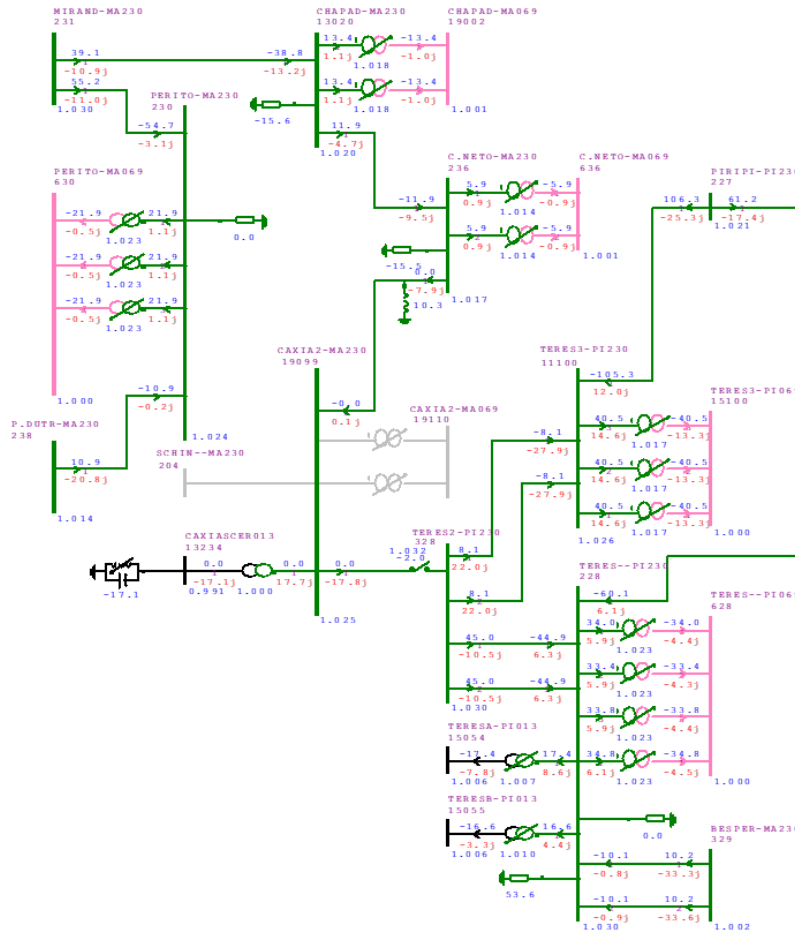 MIRAND-MA230
231
39.1
-10.9j
55.2
-11.0j
1.030
-38.8
-13.2j
CHAPAD-MA230
13020
13.4
1.1j
1.018
-13.4
-1.0j
13.4
1.1j
1.018
-13.4
-1.0j
CHAPAD-MA069
19002
1.001
-15.6
11.9
-4.7j
1.020
PERITO-MA230
230
-54.7
-3.1j
PERITO-MA069
630
-21.9
-0.5j
1.023
21.9
1.1j
-21.9
-0.5j
1.023
21.9
1.1j
-21.9
-0.5j
1.023
21.9
1.1j
0.0
1.000
-10.9
-0.2j
1.024
P.DUTR-MA230
238
10.9
-20.8j
1.014
C.NETO-MA230
236
-11.9
-9.5j
5.9
0.9j
1.014
-5.9
-0.9j
5.9
0.9j
1.014
-5.9
-0.9j
C.NETO-MA069
636
1.001
-15.5
0.0
-7.9j
10.3
1.017
PIRIPI-PI230
227
106.3
-25.3j
61.2
-17.4j
1.021
CAXIA2-MA230
19099
-0.0
0.1j
CAXIA2-MA069
19110
SCHIN--MA230
204
CAXIASCER013
13234
-17.1
0.0
-17.1j
0.991
1.000
0.0
17.7j
0.0
-17.8j
1.025
1.032
-2.0
TERES3-PI230
11100
-105.3
12.0j
-8.1
-27.9j
-8.1
-27.9j
40.5
14.6j
1.017
-40.5
-13.3j
40.5
14.6j
1.017
-40.5
-13.3j
40.5
14.6j
1.017
-40.5
-13.3j
1.026
1.000
15100
TERES2-PI230
328
8.1
22.0j
8.1
22.0j
45.0
-10.5j
-44.9
6.3j
45.0
-10.5j
-44.9
6.3j
1.030
228
-60.1
6.1j
34.0
5.9j
1.023
-34.0
-4.4j
33.4
5.9j
1.023
-33.4
-4.3j
33.8
5.9j
1.023
-33.8
-4.4j
34.8
6.1j
1.023
-34.8
-4.5j
628
1.000
TERESA-PI013
15054
-17.4
-7.8j
1.006
1.007
17.4
8.6j
TERESB-PI013
15055
-16.6
-3.3j
1.006
1.010
16.6
4.4j
0.0
53.6
BESPER-MA230
329
-10.1
-0.8j
10.2
-33.3j
-10.1
-0.9j
10.2
-33.6j
1.030
1.002